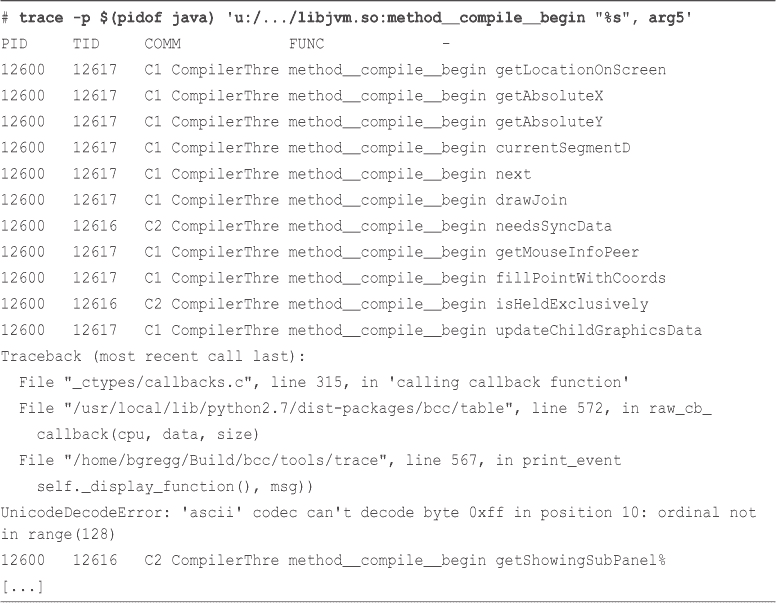 # trace -p $(pidof java) 'u:/.../libjvm.so:method__compile__begin "%s", arg5'
PID TID COMM FUNC -
12600 12617 C1 CompilerThre method__compile__begin getLocationOnScreen
12600 12617 C1 CompilerThre method__compile__begin getAbsoluteX
12600 12617 C1 CompilerThre method__compile__begin getAbsoluteY
12600 12617 C1 CompilerThre method__compile__begin currentSegmentD
12600 12617 C1 CompilerThre method__compile__begin next
12600 12617 C1 CompilerThre method__compile__begin drawJoin
12600 12616 C2 CompilerThre method__compile__begin needsSyncData
12600 12617 C1 CompilerThre method__compile__begin getMouseInfoPeer
12600 12617 C1 CompilerThre method__compile__begin fillPointWithCoords
12600 12616 C2 CompilerThre method__compile__begin isHeldExclusively
12600 12617 C1 CompilerThre method__compile__begin updateChildGraphicsData
Traceback (most recent call last):
File "_ctypes/callbacks.c", line 315, in 'calling callback function'
File "/usr/local/lib/python2.7/dist-packages/bcc/table", line 572, in raw_cb_
callback(cpu, data, size)
File "/home/bgregg/Build/bcc/tools/trace", line 567, in print_event
self._display_function(), msg))
UnicodeDecodeError: 'ascii' codec can't decode byte 0xff in position 10: ordinal not
in range(128)
12600 12616 C2 CompilerThre method__compile__begin getShowingSubPanel%
[...]